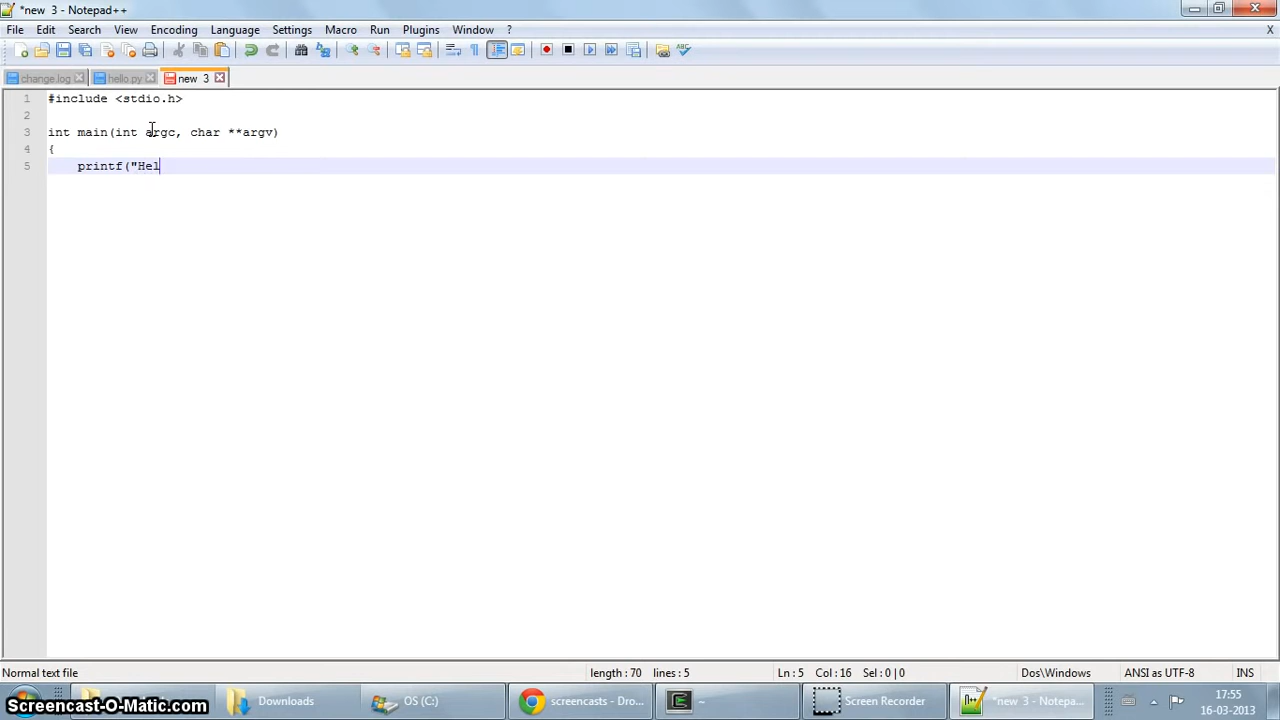 *new 3 - Notepad++
File Edit Search View Encoding Language Settings Macro Run Plugins Window ? X
change.log hello.py new 3
1 #include <stdio.h>
2
3 int main(int argc, char **argv)
4 {
5 printf("Hel
Normal text file length : 70 lines : 5 Ln : 5 Col : 16 Sel : 0 | 0 Dos\Windows ANSI as UTF-8 INS
Downloads OS (C:) screencasts - Dro... ~ Screen Recorder *new 3 - Notepa... 17:55
16-03-2013
Screencast-O-Matic.com